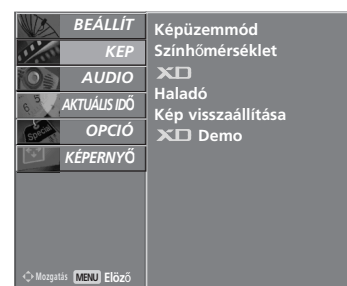 BEÁLLÍT
KEP
AUDIO
AKTUÁLIS IDŐ
OPCIÓ
KÉPERNYŐ
Képüzemmód
Színhőmérséklet
XD
Haladó
Kép visszaállítása
XD Demo
Mozgatás MENU Előző